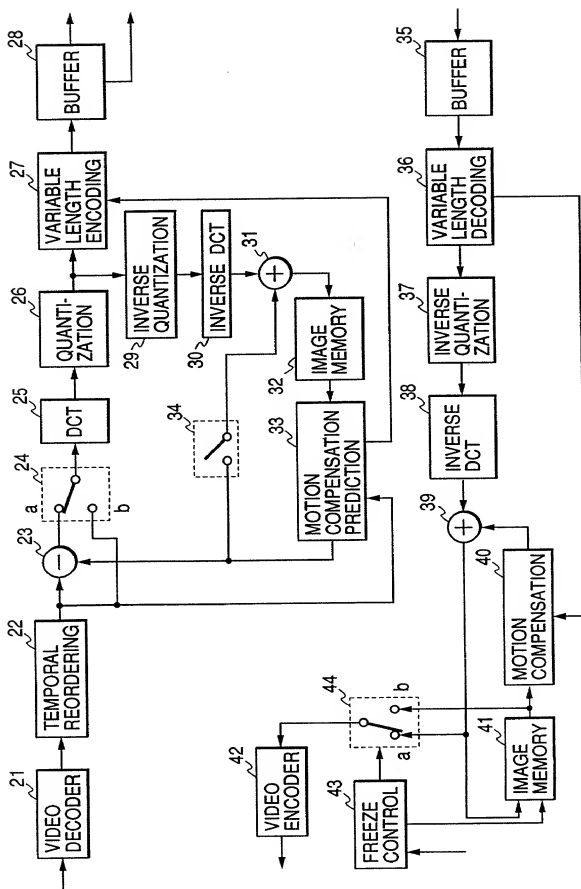 21
VIDEO
DECODER
22
TEMPORAL
REORDERING
23
−
24
a
b
25
DCT
26
QUANTI-
ZATION
27
VARIABLE
LENGTH
ENCODING
28
BUFFER
INVERSE
QUANTIZATION
29
INVERSE DCT
30
+
31
IMAGE
MEMORY
32
33
MOTION
COMPENSATION
PREDICTION
34
35
BUFFER
36
VARIABLE
LENGTH
DECODING
37
INVERSE
QUANTI-
ZATION
38
INVERSE
DCT
39
+
40
MOTION
COMPENSATION
41
IMAGE
MEMORY
42
VIDEO
ENCODER
43
FREEZE
CONTROL
44
a
b